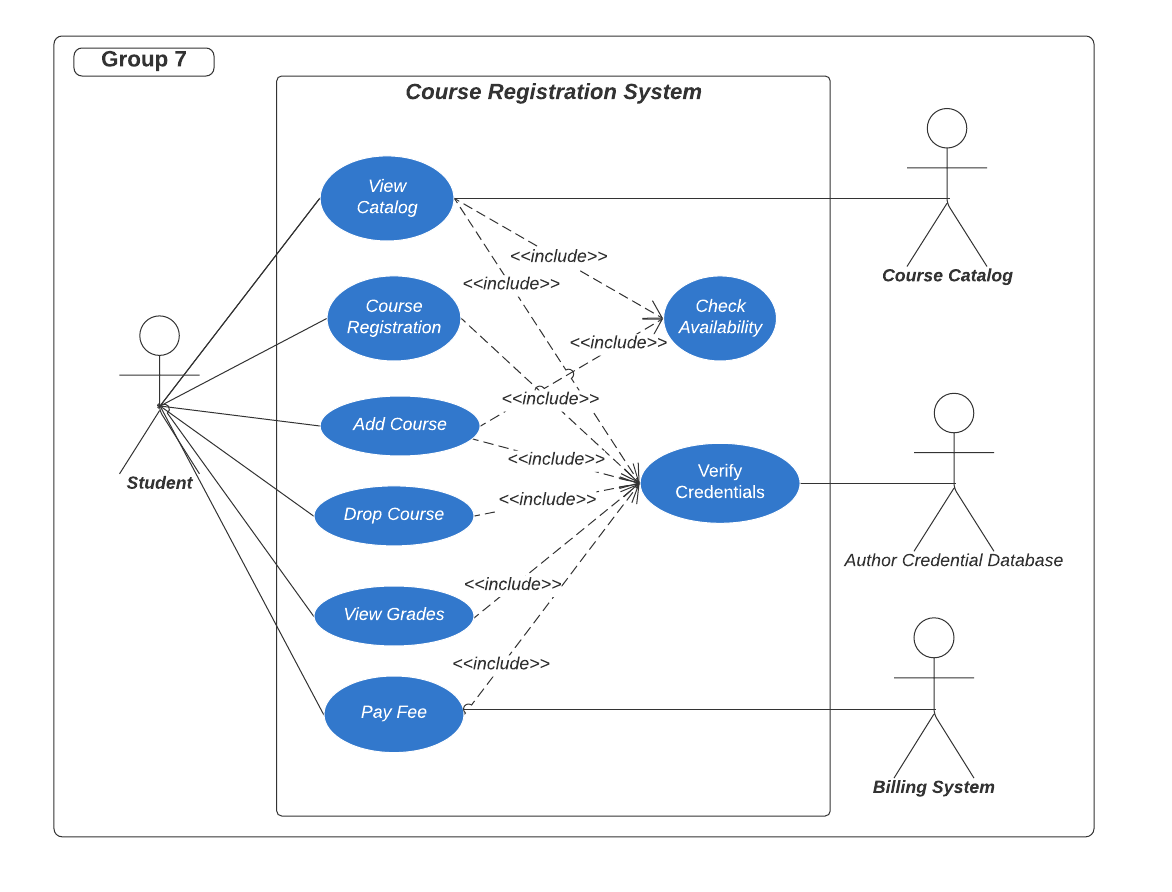 Group 7
Course Registration System
View
Catalog
<<include>>
Course Catalog
<<include>>
Course
Registration
Check
Availability
<<include>>
<<include>>
Add Course
<<include>>
Verify
Credentials
Student
<<include>>
Drop Course
Author Credential Database
<<include>>
View Grades
<<include>>
Pay Fee
Billing System